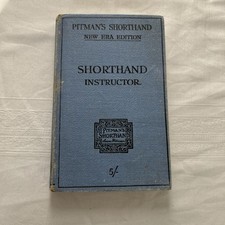 PITMAN'S SHORTHAND
NEW ERA EDITION
SHORTHAND
INSTRUCTOR.
PITMAN'S
SHORTHAND
5/-